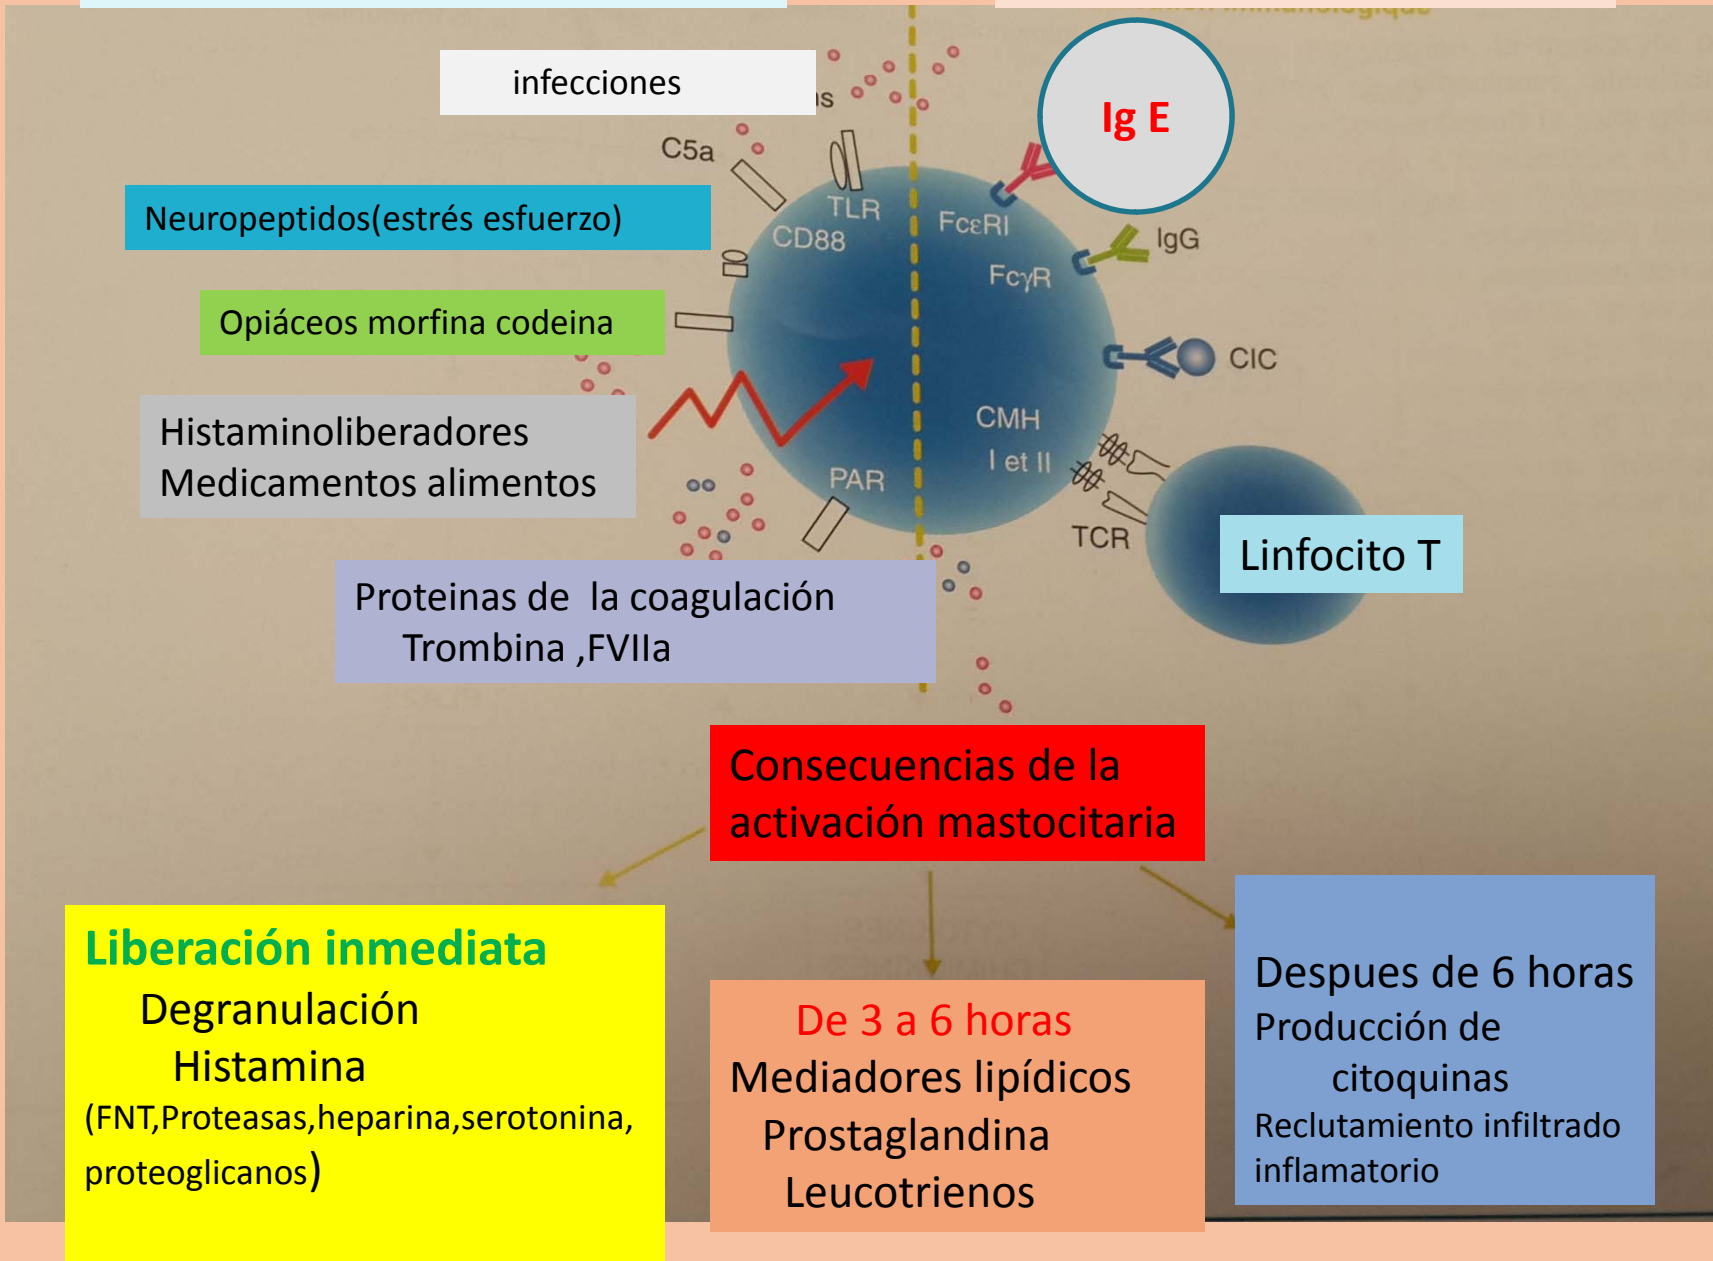 immunologique
infecciones
ns
Ig E
C5a
TLR
FcεRI
Neuropeptidos(estrés esfuerzo)
CD88
IgG
FcγR
Opiáceos morfina codeina
CIC
Histaminoliberadores
Medicamentos alimentos
CMH
I et II
PAR
TCR
Linfocito T
Proteinas de la coagulación
Trombina ,FVIIa
Consecuencias de la
activación mastocitaria
Liberación inmediata
Degranulación
Histamina
(FNT,Proteasas,heparina,serotonina,
proteoglicanos)
De 3 a 6 horas
Mediadores lipídicos
Prostaglandina
Leucotrienos
Despues de 6 horas
Producción de
citoquinas
Reclutamiento infiltrado
inflamatorio